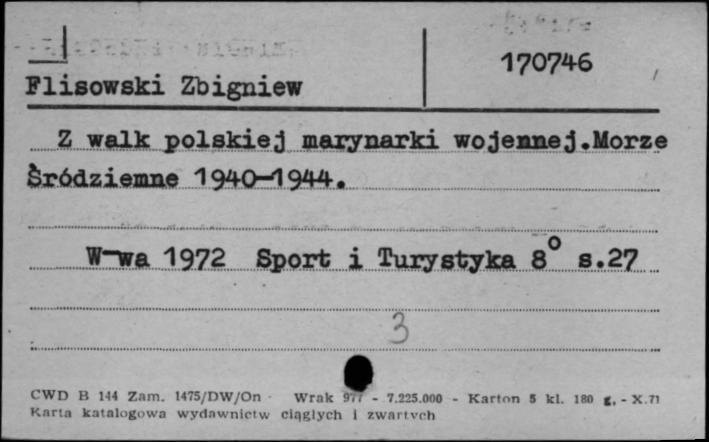 170746
Flisowski Zbigniew
Z walk polskiej marynarki wojennej.Morze
Śródziemne 1940-1944.
W-wa 1972 Sport i Turystyka 8° s.27
3
CWD B 144 Zam. 1475/DW/On - Wrak - 7.225.000 - Karton 5 kl. 180 g. - X.71
Karta katalogowa wydawnictw ciągłych i zwartych